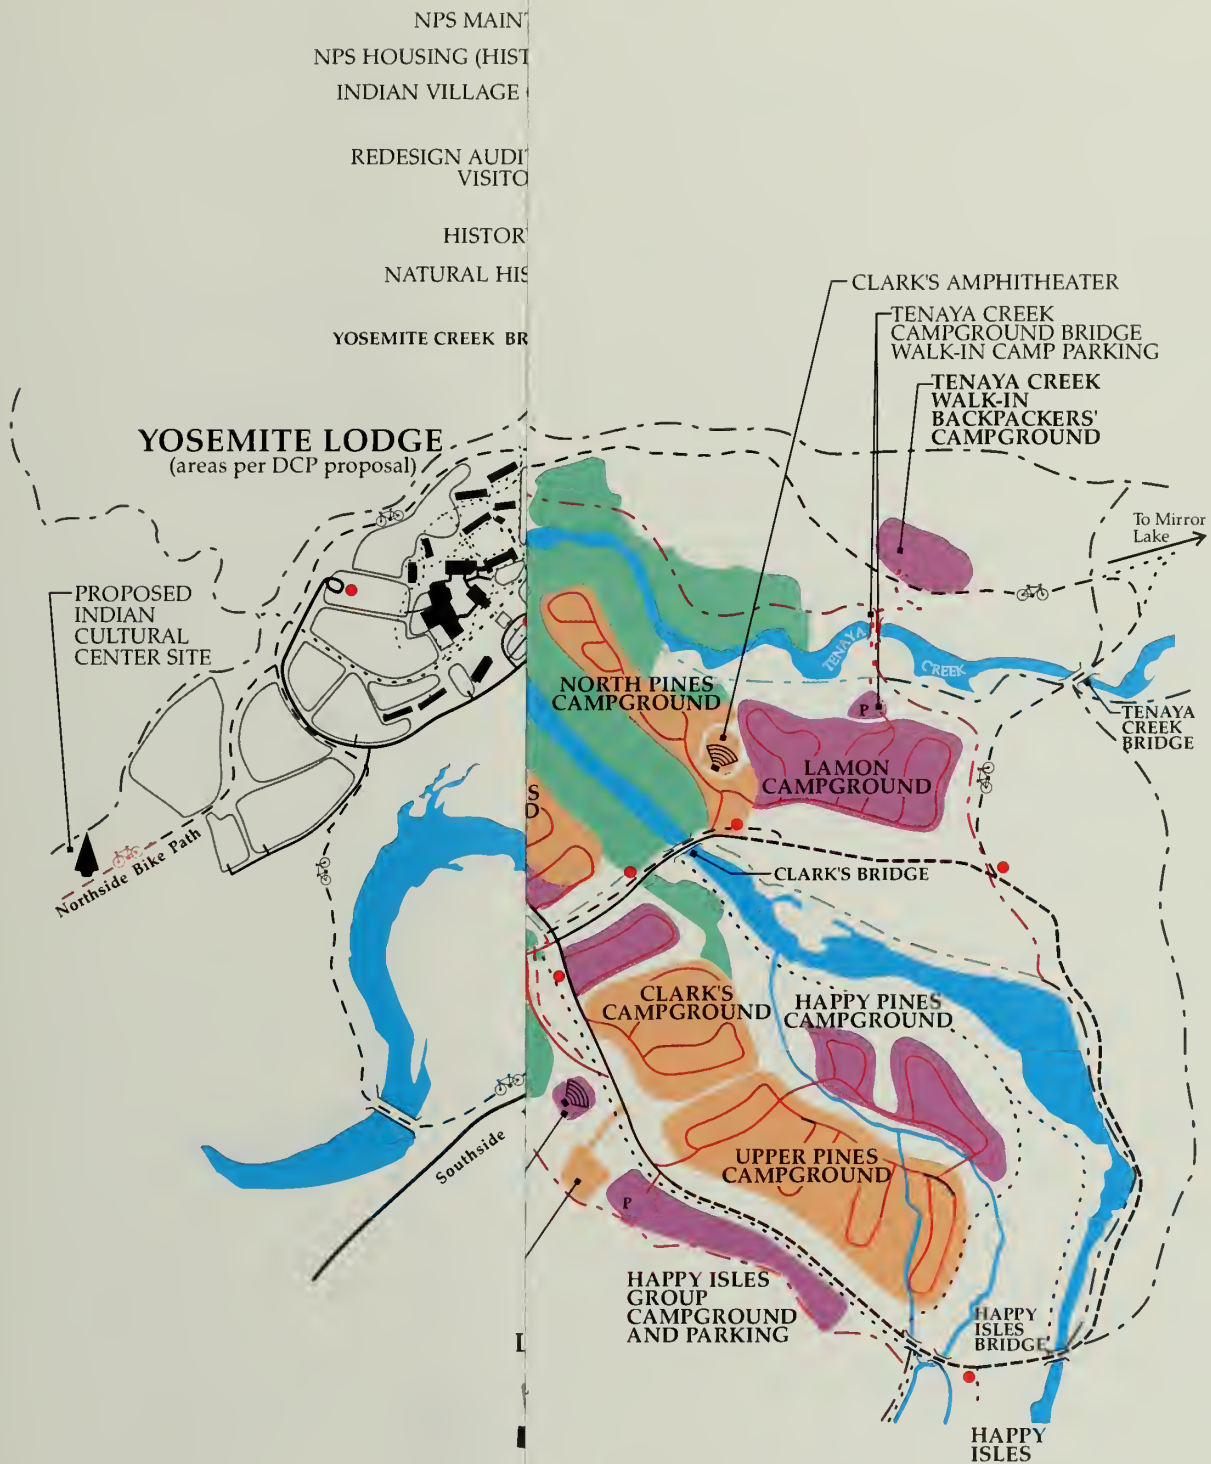 NPS MAIN
NPS HOUSING (HIST
INDIAN VILLAGE
REDESIGN AUDI
VISITO
HISTOR
NATURAL HIS
YOSEMITE CREEK BR
CLARK'S AMPHITHEATER
TENAYA CREEK
CAMPGROUND BRIDGE
WALK-IN CAMP PARKING
TENAYA CREEK
WALK-IN
BACKPACKERS'
CAMPGROUND
YOSEMITE LODGE
(areas per DCP proposal)
To Mirror
Lake
PROPOSED
INDIAN
CULTURAL
CENTER SITE
TENAYA
CREEK
NORTH PINES
CAMPGROUND
P
TENAYA
CREEK
BRIDGE
LAMON
CAMPGROUND
S
D
Northside Bike Path
CLARK'S BRIDGE
CLARK'S
CAMPGROUND
HAPPY PINES
CAMPGROUND
Southside
UPPER PINES
CAMPGROUND
P
HAPPY ISLES
GROUP
CAMPGROUND
AND PARKING
HAPPY
ISLES
BRIDGE
L
HAPPY
ISLES